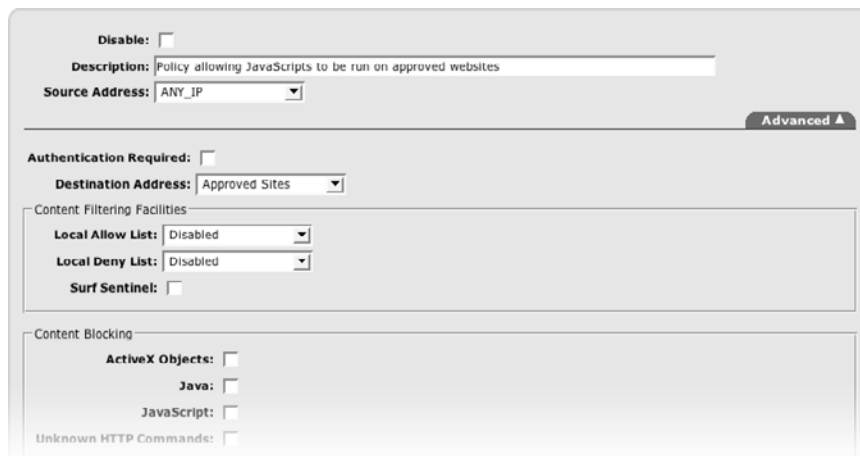 Disable:
Description: Policy allowing JavaScripts to be run on approved websites
Source Address: ANY_IP
Advanced
Authentication Required:
Destination Address: Approved Sites
Content Filtering Facilities
Local Allow List: Disabled
Local Deny List: Disabled
Surf Sentinel:
Content Blocking
ActiveX Objects:
Java:
JavaScript:
Unknown HTTP Commands: